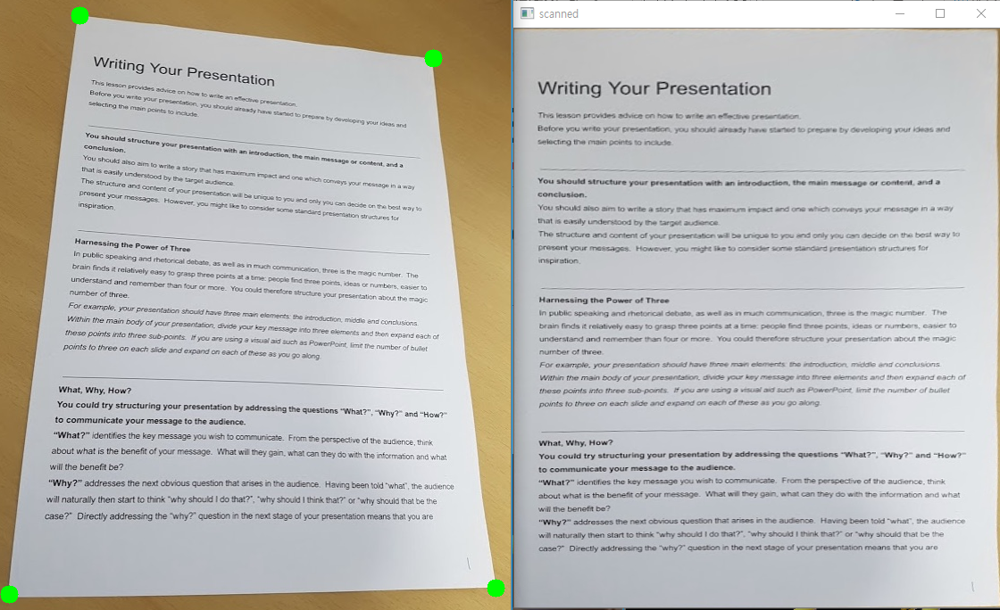 Writing Your Presentation
This lesson provides advice on how to write an effective presentation.
Before you write your presentation, you should already have started to prepare by developing your ideas and
selecting the main points to include.
You should structure your presentation with an introduction, the main message or content, and a
conclusion.
You should also aim to write a story that has maximum impact and one which conveys your message in a way
that is easily understood by the target audience.
The structure and content of your presentation will be unique to you and only you can decide on the best way to
present your messages.  However, you might like to consider some standard presentation structures for
inspiration.
Harnessing the Power of Three
In public speaking and rhetorical debate, as well as in much communication, three is the magic number.  The
brain finds it relatively easy to grasp three points at a time: people find three points, ideas or numbers, easier to
understand and remember than four or more.  You could therefore structure your presentation about the magic
number of three.
For example, your presentation should have three main elements: the introduction, middle and conclusions.
Within the main body of your presentation, divide your key message into three elements and then expand each of
these points into three sub-points.  If you are using a visual aid such as PowerPoint, limit the number of bullet
points to three on each slide and expand on each of these as you go along.
What, Why, How?
You could try structuring your presentation by addressing the questions “What?”, “Why?” and “How?”
to communicate your message to the audience.
“What?” identifies the key message you wish to communicate.  From the perspective of the audience, think
about what is the benefit of your message.  What will they gain, what can they do with the information and what
will the benefit be?
“Why?” addresses the next obvious question that arises in the audience.  Having been told “what”, the audience
will naturally then start to think “why should I do that?”, “why should I think that?” or “why should that be the
case?”  Directly addressing the “why?” question in the next stage of your presentation means that you are
scanned
Writing Your Presentation
This lesson provides advice on how to write an effective presentation.
Before you write your presentation, you should already have started to prepare by developing your ideas and
selecting the main points to include.
You should structure your presentation with an introduction, the main message or content, and a
conclusion.
You should also aim to write a story that has maximum impact and one which conveys your message in a way
that is easily understood by the target audience.
The structure and content of your presentation will be unique to you and only you can decide on the best way to
present your messages.  However, you might like to consider some standard presentation structures for
inspiration.
Harnessing the Power of Three
In public speaking and rhetorical debate, as well as in much communication, three is the magic number.  The
brain finds it relatively easy to grasp three points at a time: people find three points, ideas or numbers, easier to
understand and remember than four or more.  You could therefore structure your presentation about the magic
number of three.
For example, your presentation should have three main elements: the introduction, middle and conclusions.
Within the main body of your presentation, divide your key message into three elements and then expand each of
these points into three sub-points.  If you are using a visual aid such as PowerPoint, limit the number of bullet
points to three on each slide and expand on each of these as you go along.
What, Why, How?
You could try structuring your presentation by addressing the questions “What?”, “Why?” and “How?”
to communicate your message to the audience.
“What?” identifies the key message you wish to communicate.  From the perspective of the audience, think
about what is the benefit of your message.  What will they gain, what can they do with the information and what
will the benefit be?
“Why?” addresses the next obvious question that arises in the audience.  Having been told “what”, the audience
will naturally then start to think “why should I do that?”, “why should I think that?” or “why should that be the
case?”  Directly addressing the “why?” question in the next stage of your presentation means that you are